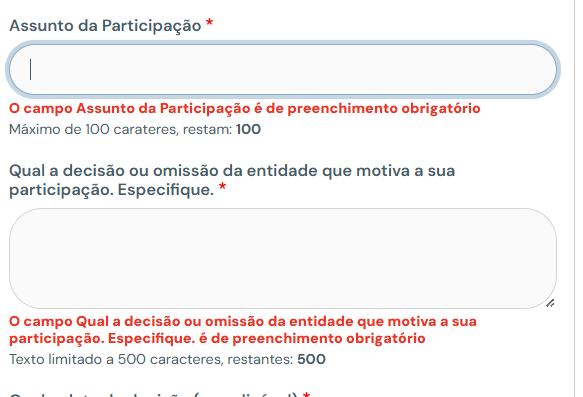 Assunto da Participação *
O campo Assunto da Participação é de preenchimento obrigatório
Máximo de 100 carateres, restam: 100
Qual a decisão ou omissão da entidade que motiva a sua
participação. Especifique. *
O campo Qual a decisão ou omissão da entidade que motiva a sua
participação. Especifique. é de preenchimento obrigatório
Texto limitado a 500 caracteres, restantes: 500